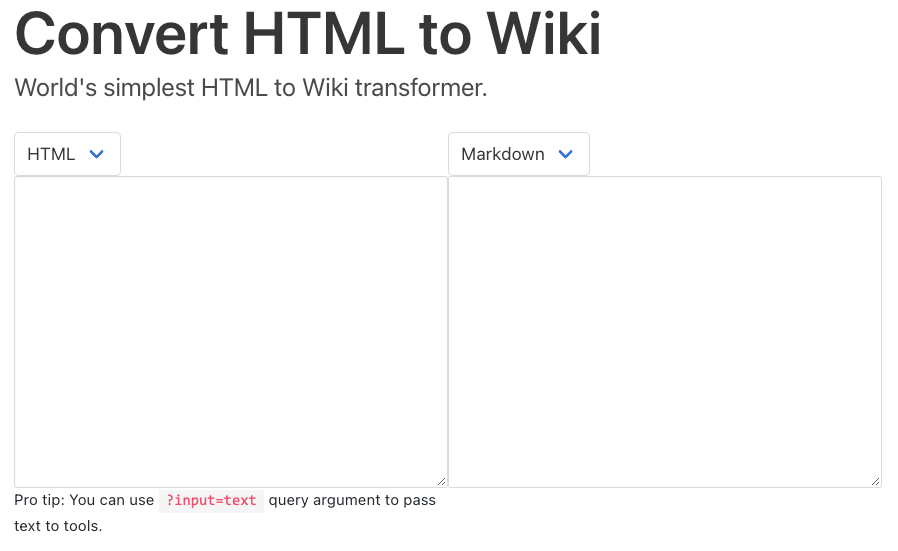 Convert HTML to Wiki
World's simplest HTML to Wiki transformer.
HTML
Markdown
Pro tip: You can use ?input=text query argument to pass
text to tools.